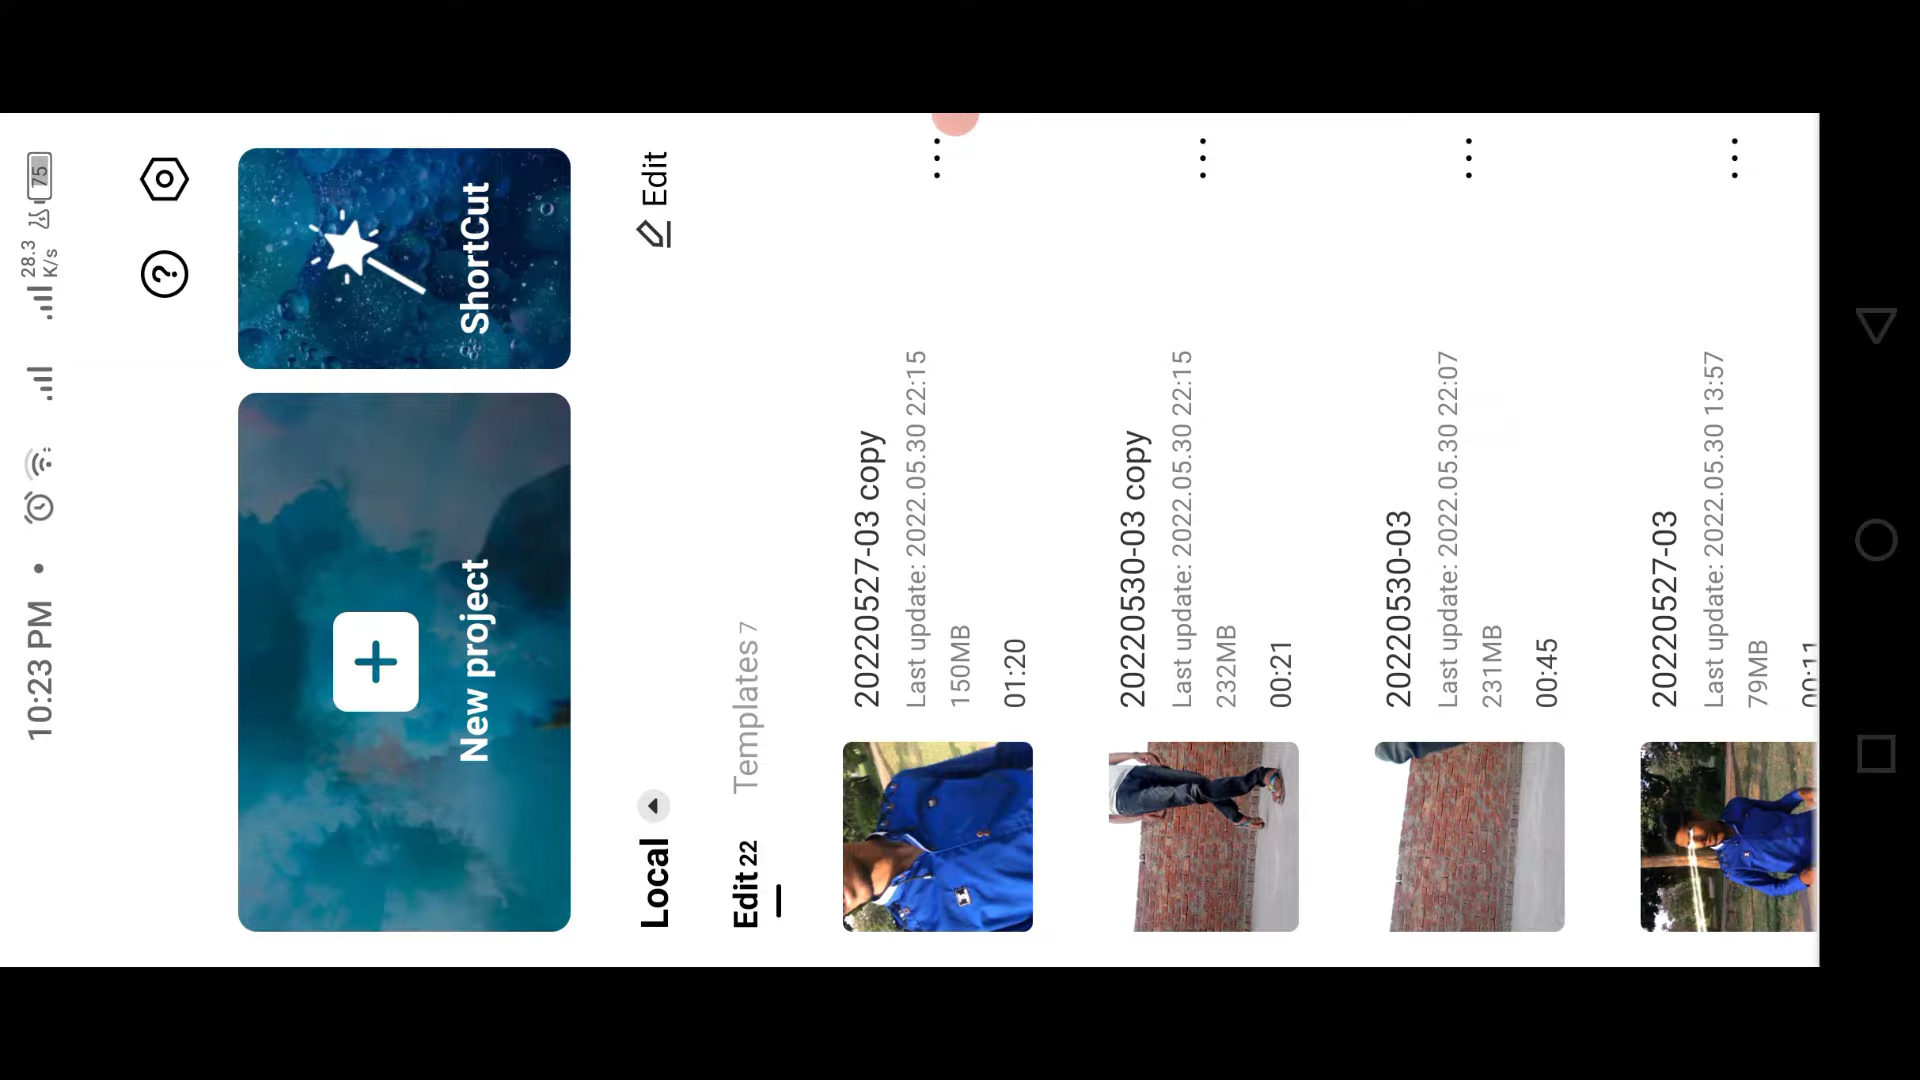 10:23 PM • 28.3 K/s 75
New project
ShortCut
Local
Edit
Edit 22 Templates 7
20220527-03 copy
Last update: 2022.05.30 22:15
150MB
01:20
20220530-03 copy
Last update: 2022.05.30 22:15
232MB
00:21
20220530-03
Last update: 2022.05.30 22:07
231MB
00:45
20220527-03
Last update: 2022.05.30 13:57
79MB
00:11